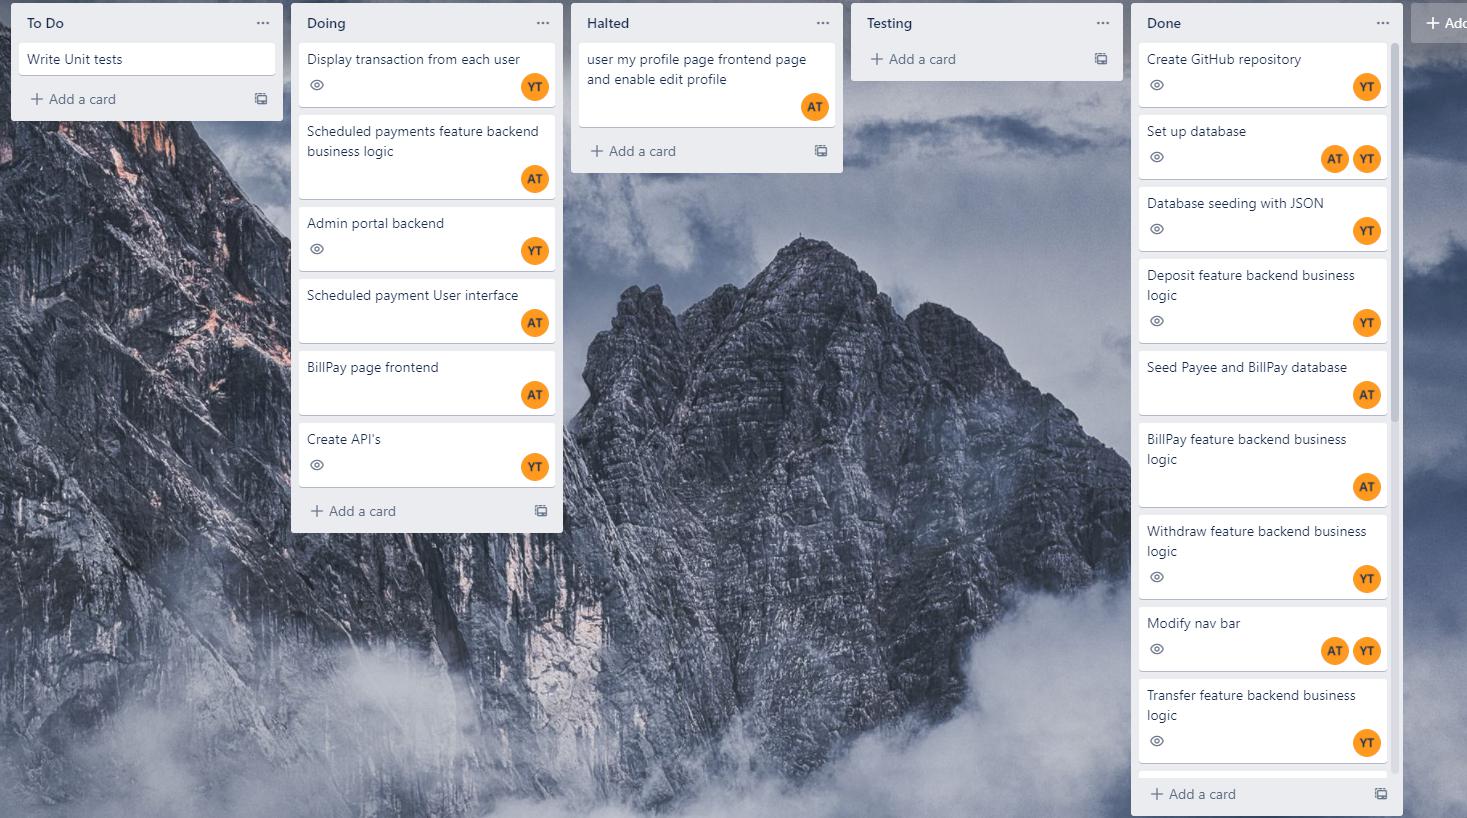 To Do
Write Unit tests
Add a card
Doing
Display transaction from each user
YT
Scheduled payments feature backend
business logic
AT
Admin portal backend
YT
Scheduled payment User interface
AT
BillPay page frontend
AT
Create API's
YT
Add a card
Halted
user my profile page frontend page
and enable edit profile
AT
Add a card
Testing
Add a card
Done
Create GitHub repository
YT
Set up database
AT YT
Database seeding with JSON
YT
Deposit feature backend business
logic
YT
Seed Payee and BillPay database
AT
BillPay feature backend business
logic
AT
Withdraw feature backend business
logic
YT
Modify nav bar
AT YT
Transfer feature backend business
logic
YT
Add a card
Add